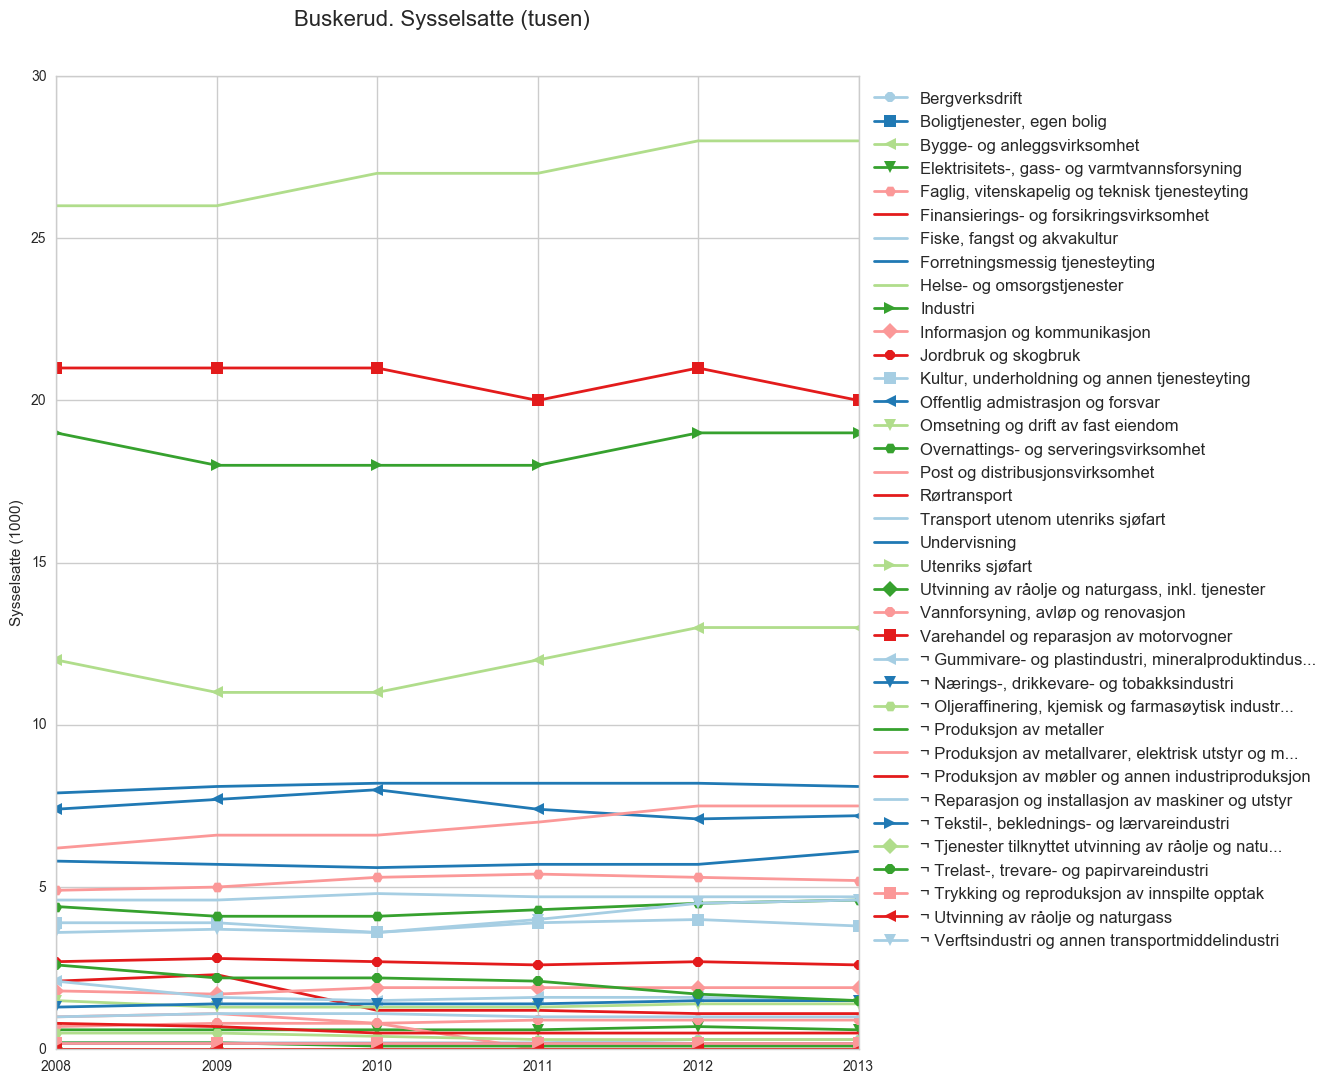 Buskerud. Sysselsatte (tusen)
30
25
20
15
10
5
0
Sysselsatte (1000)
2008
2009
2010
2011
2012
2013
Bergverksdrift
Boligtjenester, egen bolig
Bygge- og anleggsvirksomhet
Elektrisitets-, gass- og varmtvannsforsyning
Faglig, vitenskapelig og teknisk tjenesteyting
Finansierings- og forsikringsvirksomhet
Fiske, fangst og akvakultur
Forretningsmessig tjenesteyting
Helse- og omsorgstjenester
Industri
Informasjon og kommunikasjon
Jordbruk og skogbruk
Kultur, underholdning og annen tjenesteyting
Offentlig admistrasjon og forsvar
Omsetning og drift av fast eiendom
Overnattings- og serveringsvirksomhet
Post og distribusjonsvirksomhet
Rørtransport
Transport utenom utenriks sjøfart
Undervisning
Utenriks sjøfart
Utvinning av råolje og naturgass, inkl. tjenester
Vannforsyning, avløp og renovasjon
Varehandel og reparasjon av motorvogner
¬ Gummivare- og plastindustri, mineralproduktindus...
¬ Nærings-, drikkevare- og tobakksindustri
¬ Oljeraffinering, kjemisk og farmasøytisk industr...
¬ Produksjon av metaller
¬ Produksjon av metallvarer, elektrisk utstyr og m...
¬ Produksjon av møbler og annen industriproduksjon
¬ Reparasjon og installasjon av maskiner og utstyr
¬ Tekstil-, beklednings- og lærvareindustri
¬ Tjenester tilknyttet utvinning av råolje og natu...
¬ Trelast-, trevare- og papirvareindustri
¬ Trykking og reproduksjon av innspilte opptak
¬ Utvinning av råolje og naturgass
¬ Verftsindustri og annen transportmiddelindustri